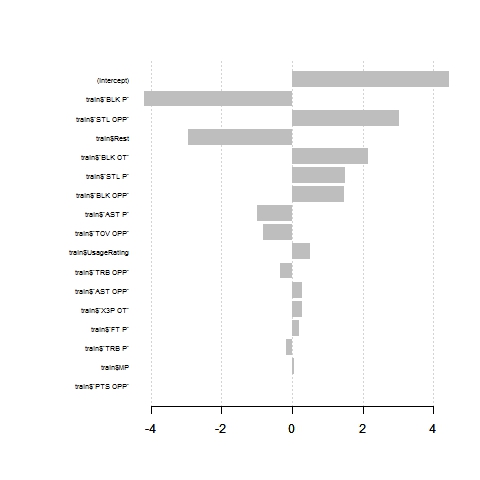 (Intercept)
train$`BLK P`
train$`STL OPP`
train$Rest
train$`BLK OT`
train$`STL P`
train$`BLK OPP`
train$`AST P`
train$`TOV OPP`
train$UsageRating
train$`TRB OPP`
train$`AST OPP`
train$`X3P OT`
train$`FT P`
train$`TRB P`
train$MP
train$`PTS OPP`
-4 -2 0 2 4